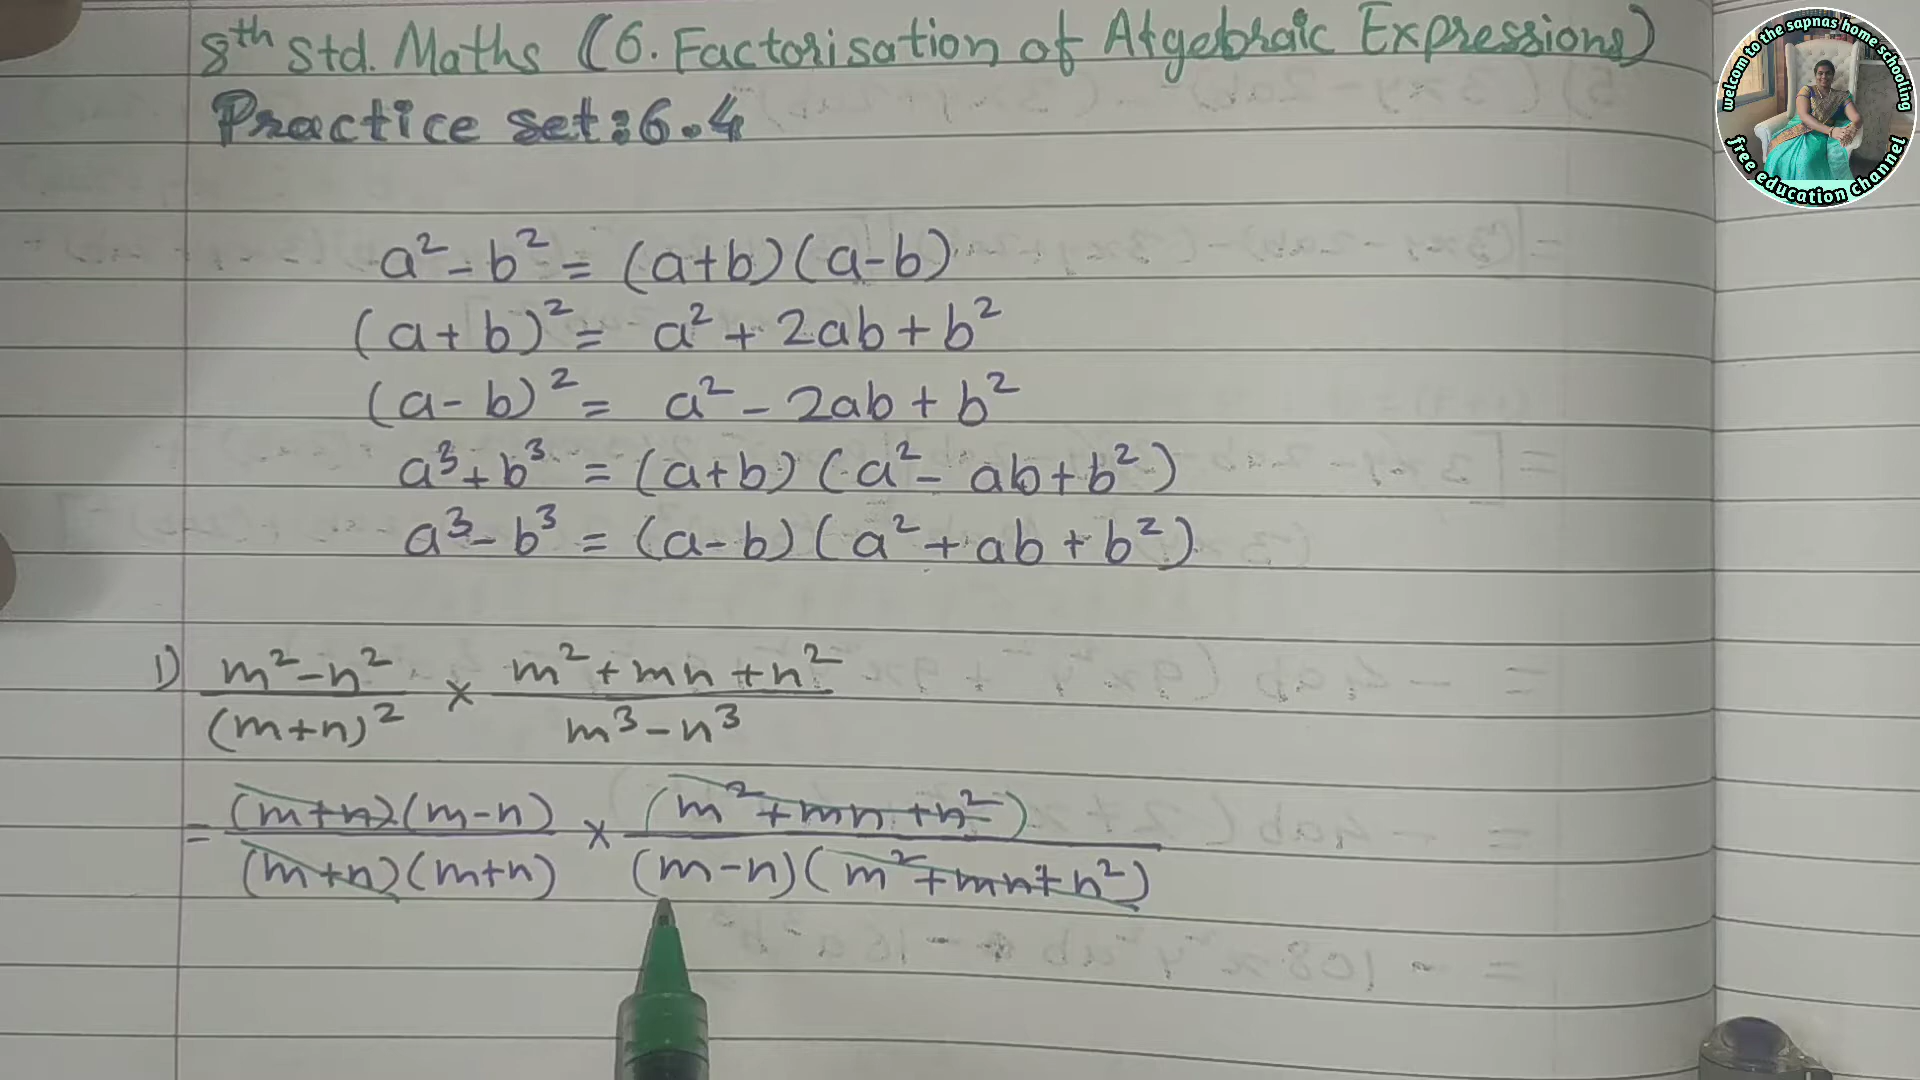 8th Std. Maths (6. Factorisation of Algebraic Expressions)
Practice set: 6.4
a² - b² = (a+b)(a-b)
(a+b)² = a² + 2ab + b²
(a-b)² = a² - 2ab + b²
a³ + b³ = (a+b)(a² - ab + b²)
a³ - b³ = (a-b)(a² + ab + b²)
1) m² - n² / (m+n)² × m² + mn + n² / m³ - n³
= (m+n)(m-n) / (m+n)(m+n) × (m² + mn + n²) / (m-n)(m² + mn + n²)
welcom to the sapnas home schooling
free education channel